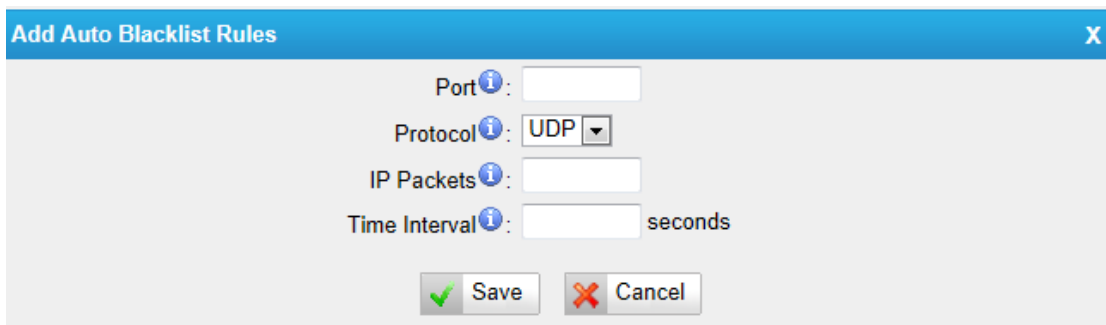 Add Auto Blacklist Rules X
Port i :
Protocol i : UDP
IP Packets i :
Time Interval i : seconds
Save Cancel